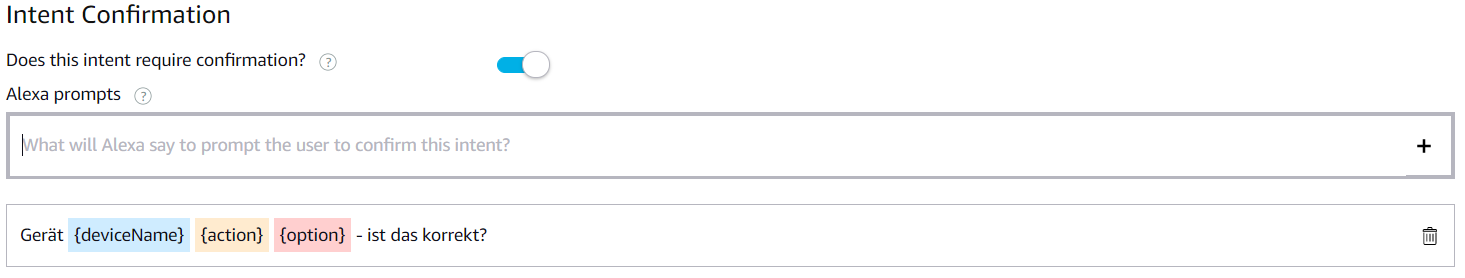 Intent Confirmation
Does this intent require confirmation? ?
Alexa prompts ?
What will Alexa say to prompt the user to confirm this intent?
Gerät {deviceName} {action} {option} - ist das korrekt?